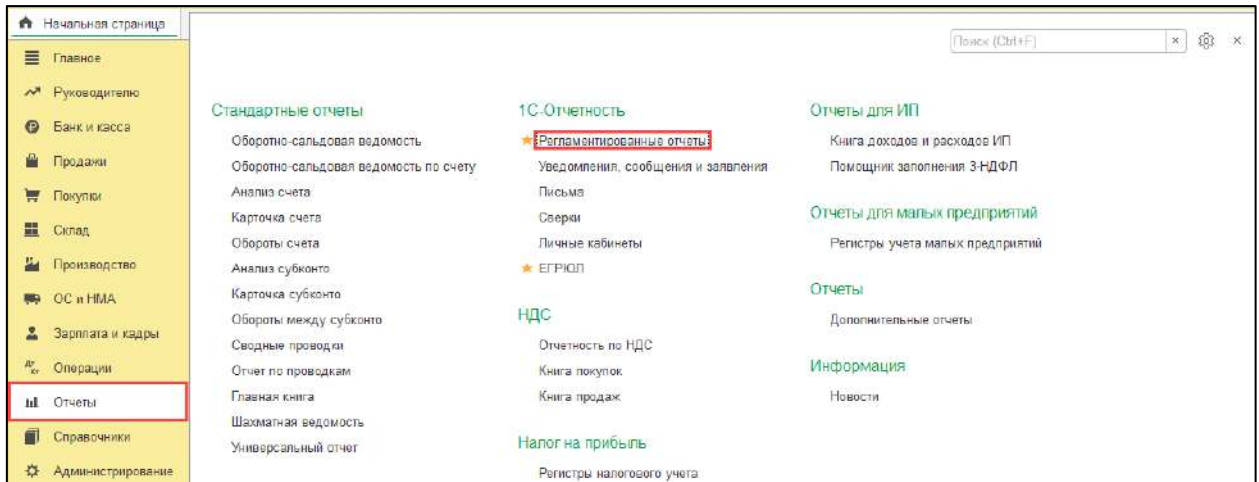 Начальная страница
Поиск (Ctrl+F)
Главное
Руководителю
Банк и касса
Продажи
Покупки
Склад
Производство
ОС и НМА
Зарплата и кадры
Операции
Отчеты
Справочники
Администрирование
Стандартные отчеты
Оборотно-сальдовая ведомость
Оборотно-сальдовая ведомость по счету
Анализ счета
Карточка счета
Обороты счета
Анализ субконто
Карточка субконто
Обороты между субконто
Сводные проводки
Отчет по проводкам
Главная книга
Шахматная ведомость
Универсальный отчет
1С-Отчетность
Регламентированные отчеты
Уведомления, сообщения и заявления
Письма
Сверки
Личные кабинеты
ЕГРЮЛ
НДС
Отчетность по НДС
Книга покупок
Книга продаж
Налог на прибыль
Регистры налогового учета
Отчеты для ИП
Книга доходов и расходов ИП
Помощник заполнения 3-НДФЛ
Отчеты для малых предприятий
Регистры учета малых предприятий
Отчеты
Дополнительные отчеты
Информация
Новости